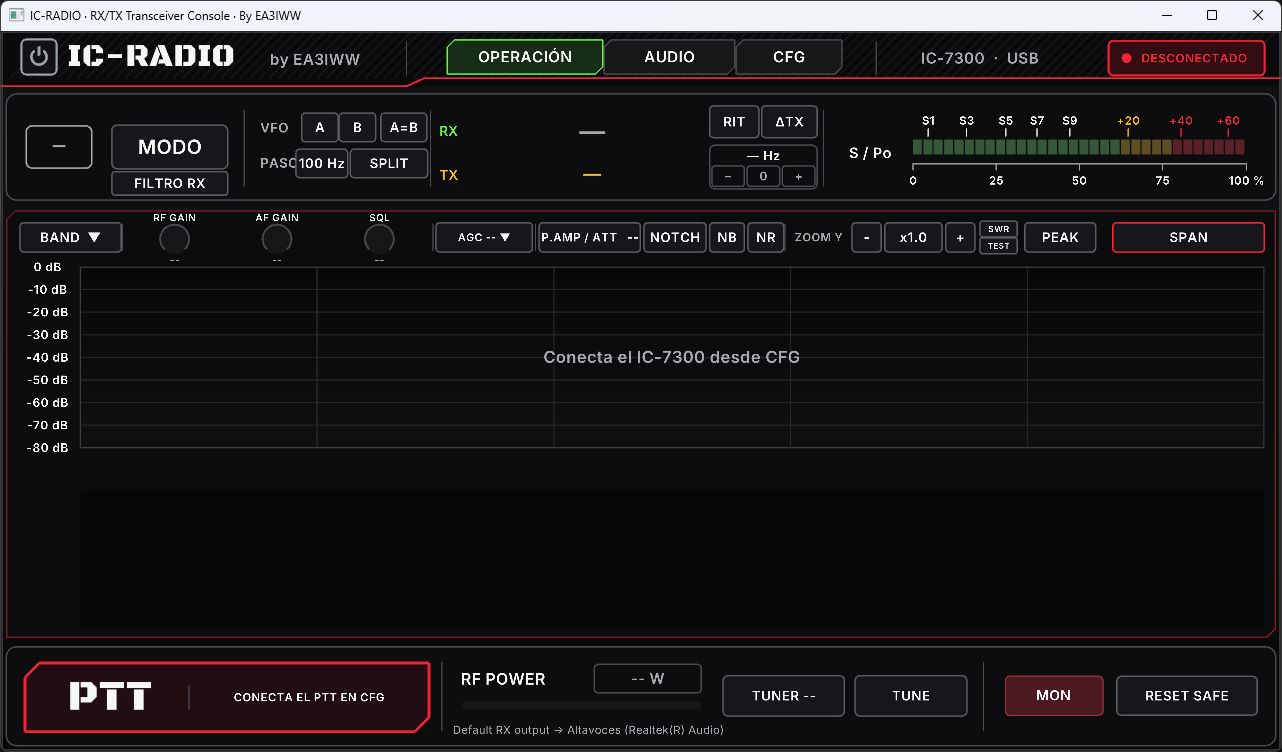 IC-RADIO · RX/TX Transceiver Console · By EA3IWW
IC-RADIO by EA3IWW OPERACIÓN AUDIO CFG IC-7300 · USB DESCONECTADO
—
MODO
FILTRO RX
VFO A B A=B
PASO 100 Hz SPLIT
RX —
TX —
RIT ΔTX
— Hz
- 0 +
S / Po
S1 S3 S5 S7 S9 +20 +40 +60
0 25 50 75 100 %
BAND ▼
RF GAIN AF GAIN SQL
-- -- --
AGC -- ▼ P.AMP / ATT -- NOTCH NB NR ZOOM Y - x1.0 +
SWR
TEST
PEAK SPAN
0 dB
-10 dB
-20 dB
-30 dB
-40 dB
-50 dB
-60 dB
-70 dB
-80 dB
Conecta el IC-7300 desde CFG
PTT CONECTA EL PTT EN CFG
RF POWER -- W
Default RX output → Altavoces (Realtek(R) Audio)
TUNER -- TUNE MON RESET SAFE